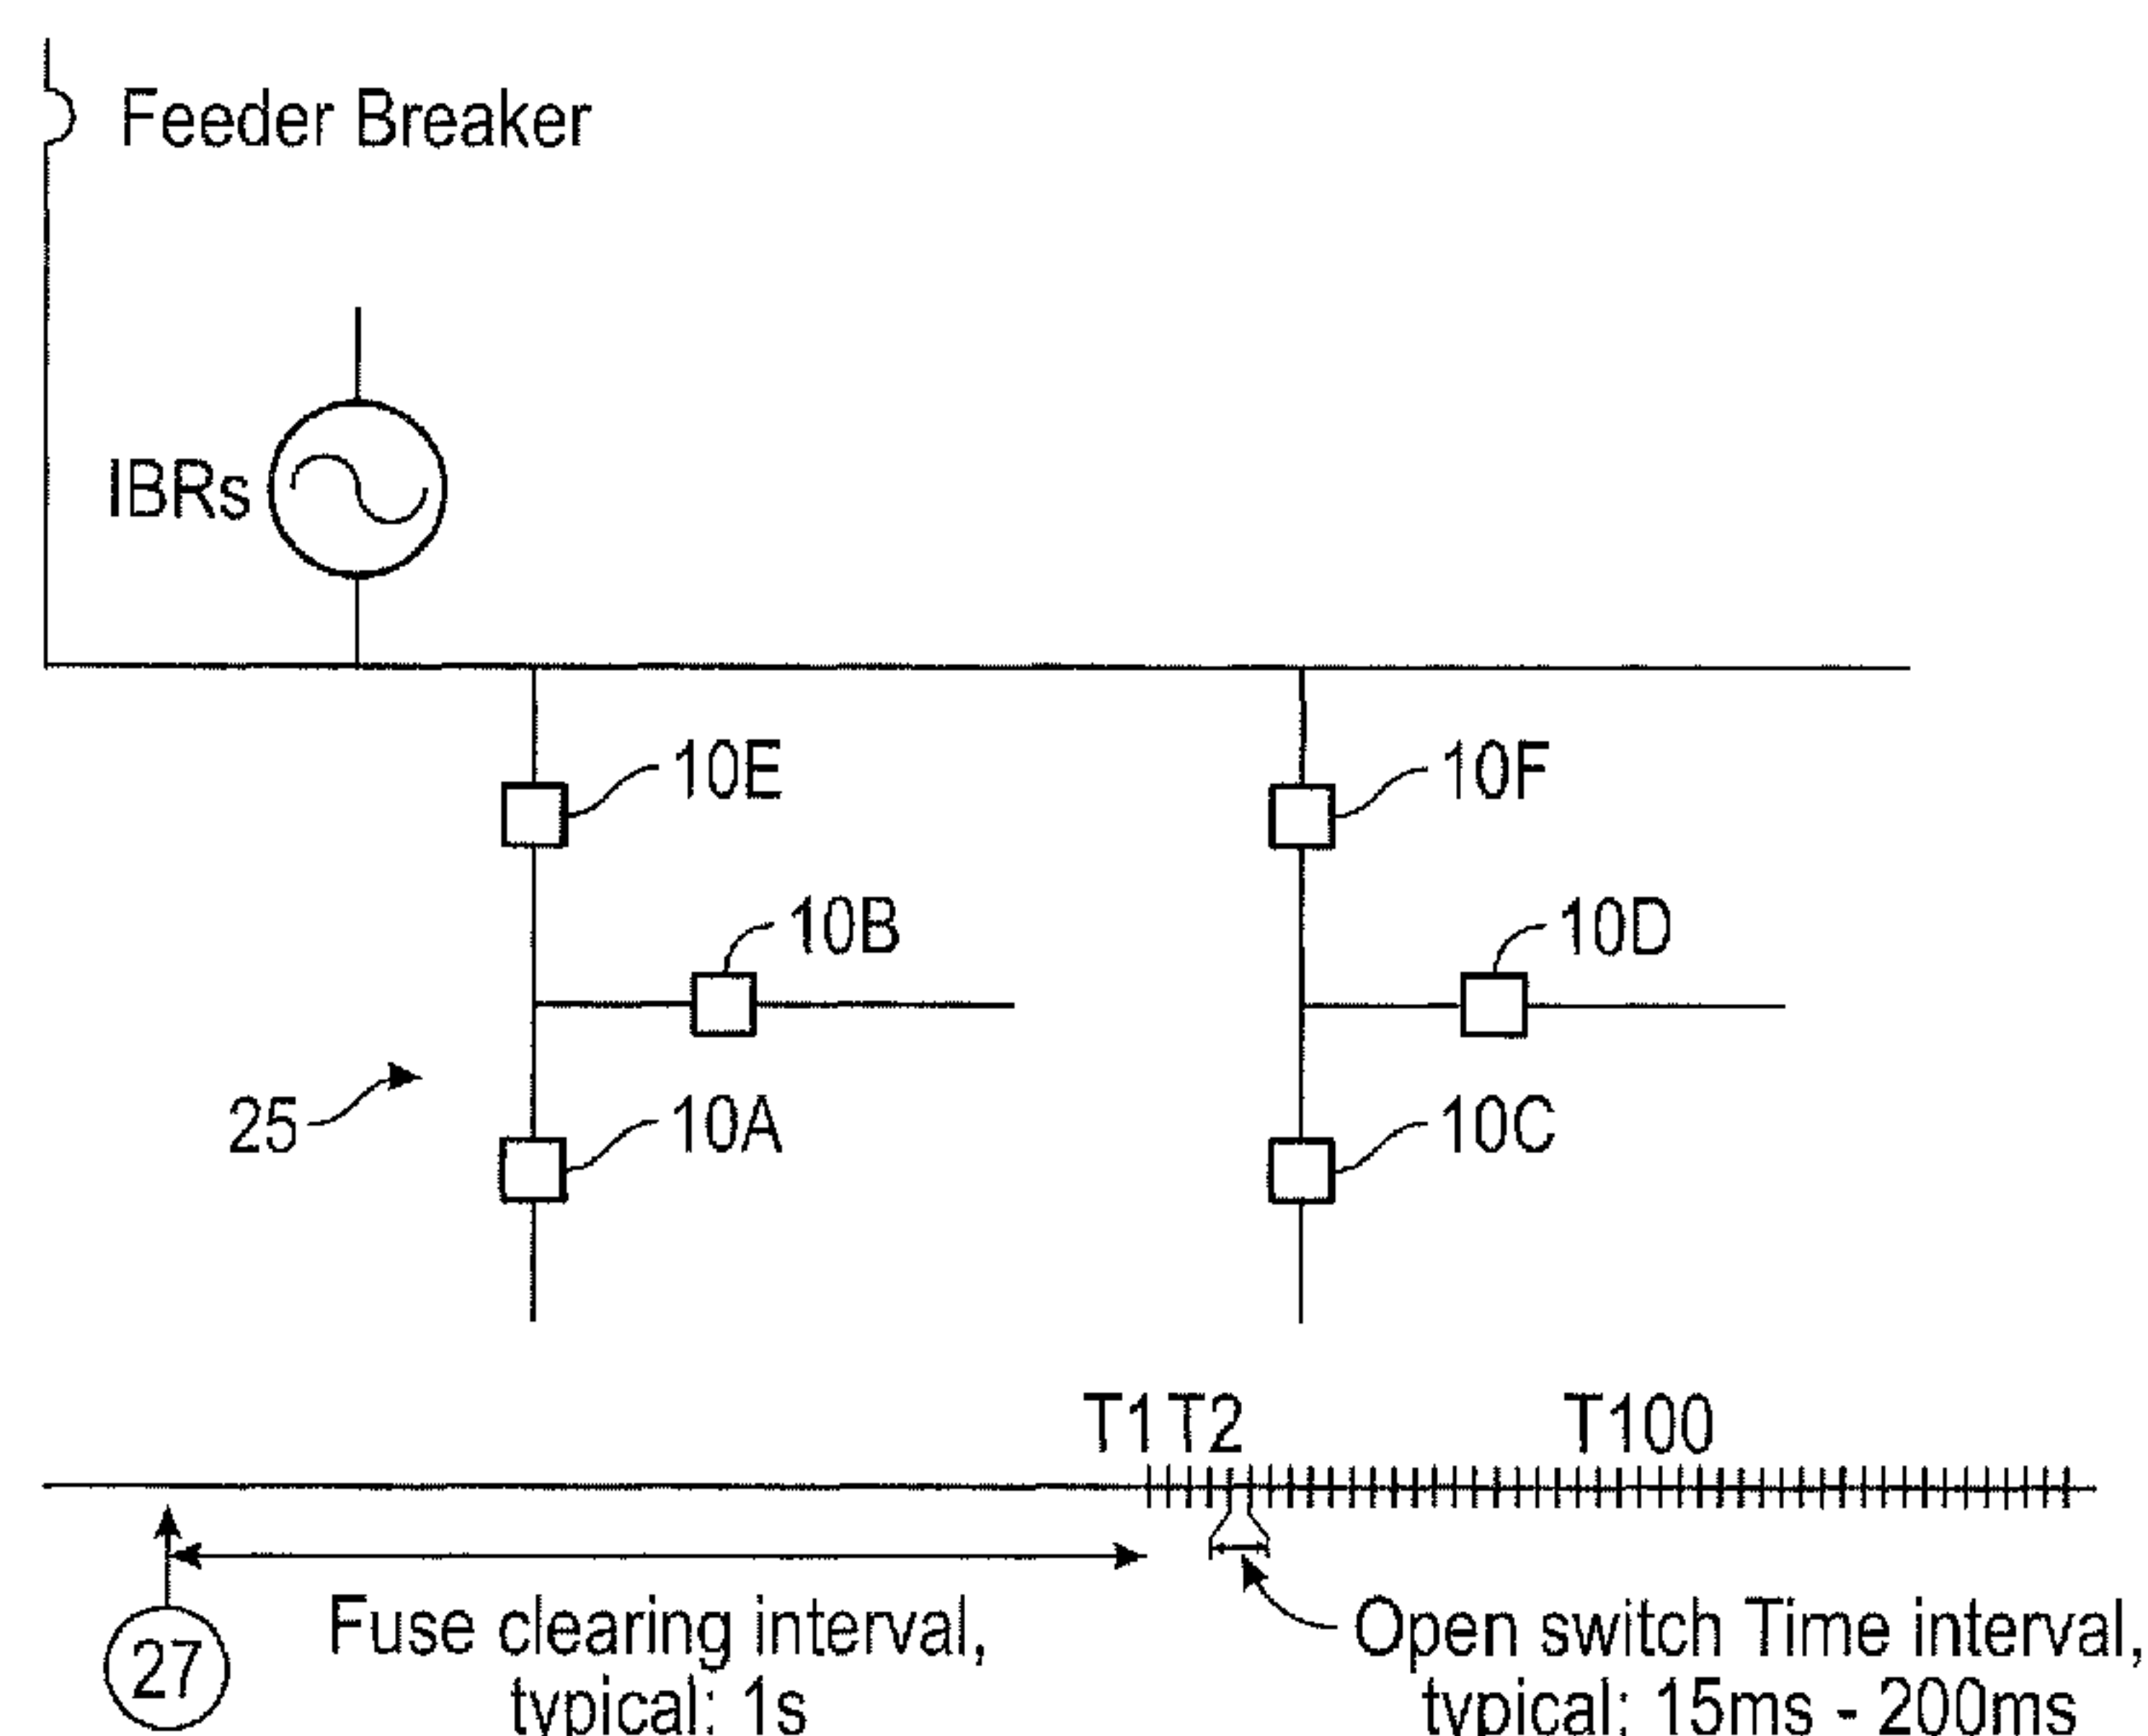 Feeder Breaker
IBRs
10E
10F
10B
10D
25
10A
10C
T1 T2
T100
27
Fuse clearing interval,
typical: 1s
Open switch Time interval,
typical: 15ms - 200ms